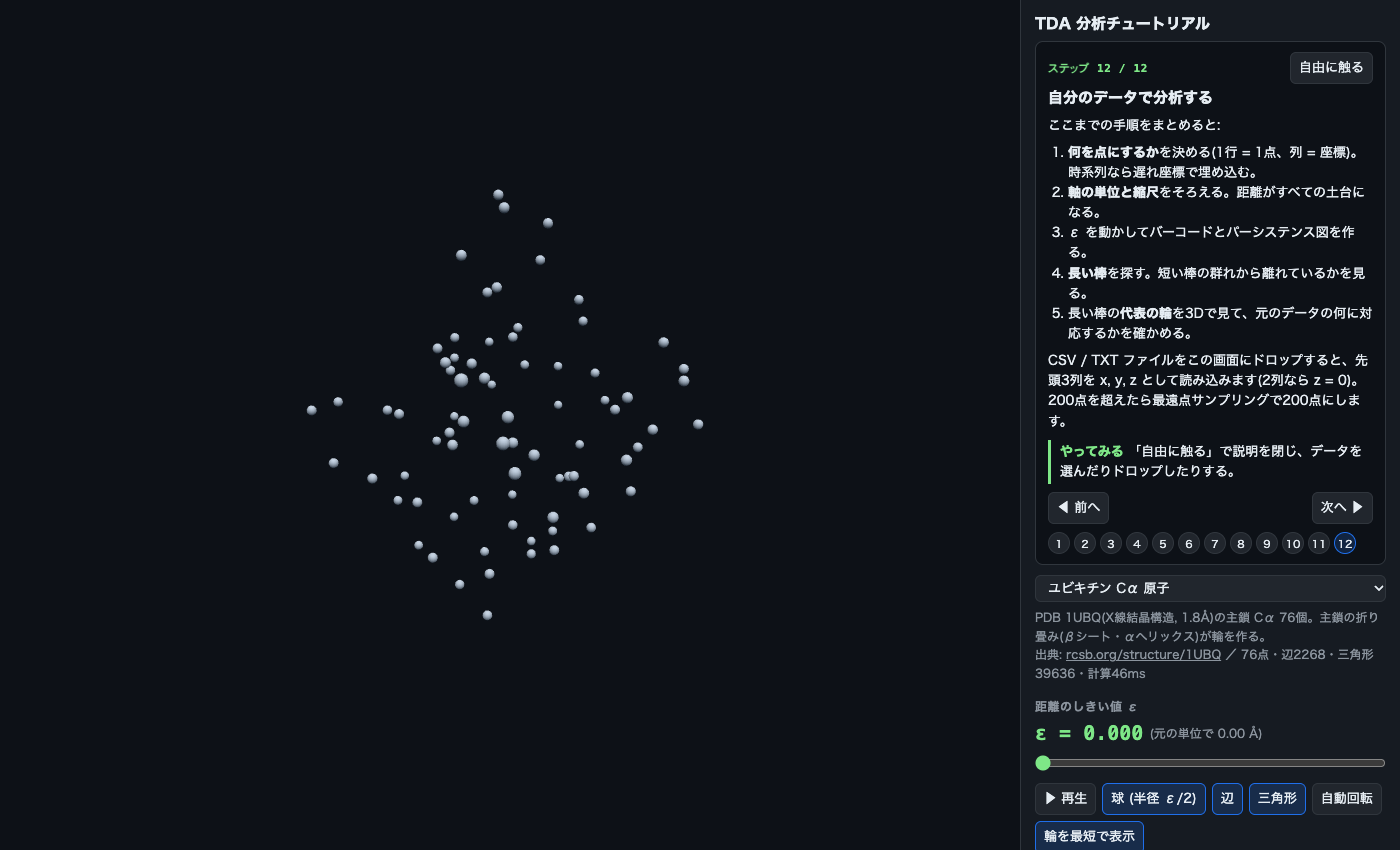 TDA 分析チュートリアル
ステップ 12 / 12
自由に触る
自分のデータで分析する
ここまでの手順をまとめると:
1. 何を点にするかを決める(1行 = 1点、列 = 座標)。
時系列なら遅れ座標で埋め込む。
2. 軸の単位と縮尺をそろえる。距離がすべての土台に
なる。
3. ε を動かしてバーコードとパーシステンス図を作
る。
4. 長い棒を探す。短い棒の群れから離れているかを見
る。
5. 長い棒の代表の輪を3Dで見て、元のデータの何に対
応するかを確かめる。
CSV / TXT ファイルをこの画面にドロップすると、先
頭3列を x, y, z として読み込みます(2列なら z = 0)。
200点を超えたら最遠点サンプリングで200点にしま
す。
やってみる 「自由に触る」で説明を閉じ、データを
選んだりドロップしたりする。
◀ 前へ
次へ ▶
1 2 3 4 5 6 7 8 9 10 11 12
ユビキチン Cα 原子
PDB 1UBQ(X線結晶構造, 1.8Å)の主鎖 Cα 76個。主鎖の折り
畳み(βシート・αヘリックス)が輪を作る。
出典: rcsb.org/structure/1UBQ ／ 76点・辺2268・三角形
39636・計算46ms
距離のしきい値 ε
ε = 0.000 (元の単位で 0.00 Å)
▶ 再生
球 (半径 ε/2)
辺
三角形
自動回転
輪を最短で表示